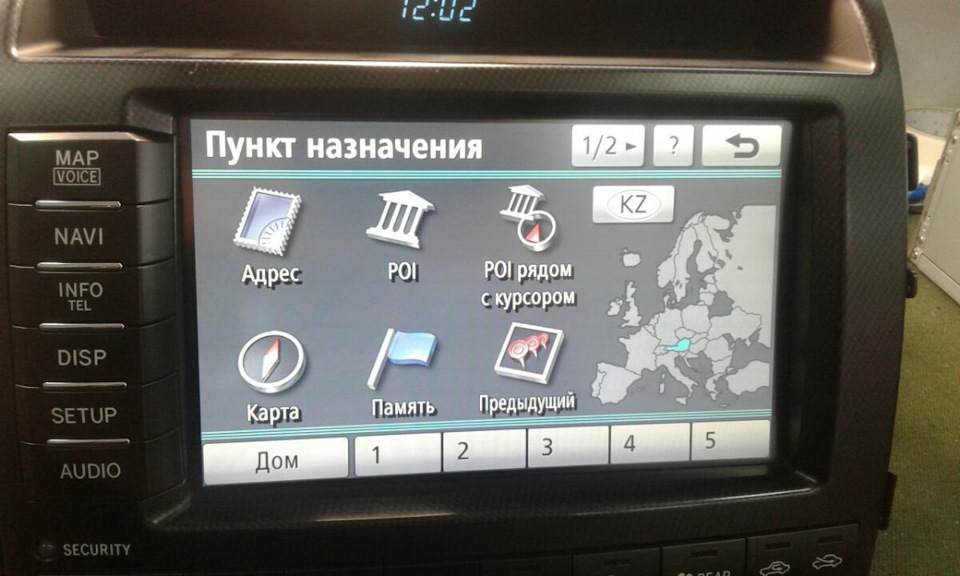 12:02
MAP
VOICE
NAVI
INFO
TEL
DISP
SETUP
AUDIO
SECURITY
Пункт назначения
1/2 ►
?
Адрес
POI
POI рядом
с курсором
KZ
Карта
Память
Предыдущий
Дом
1
2
3
4
5
REAR